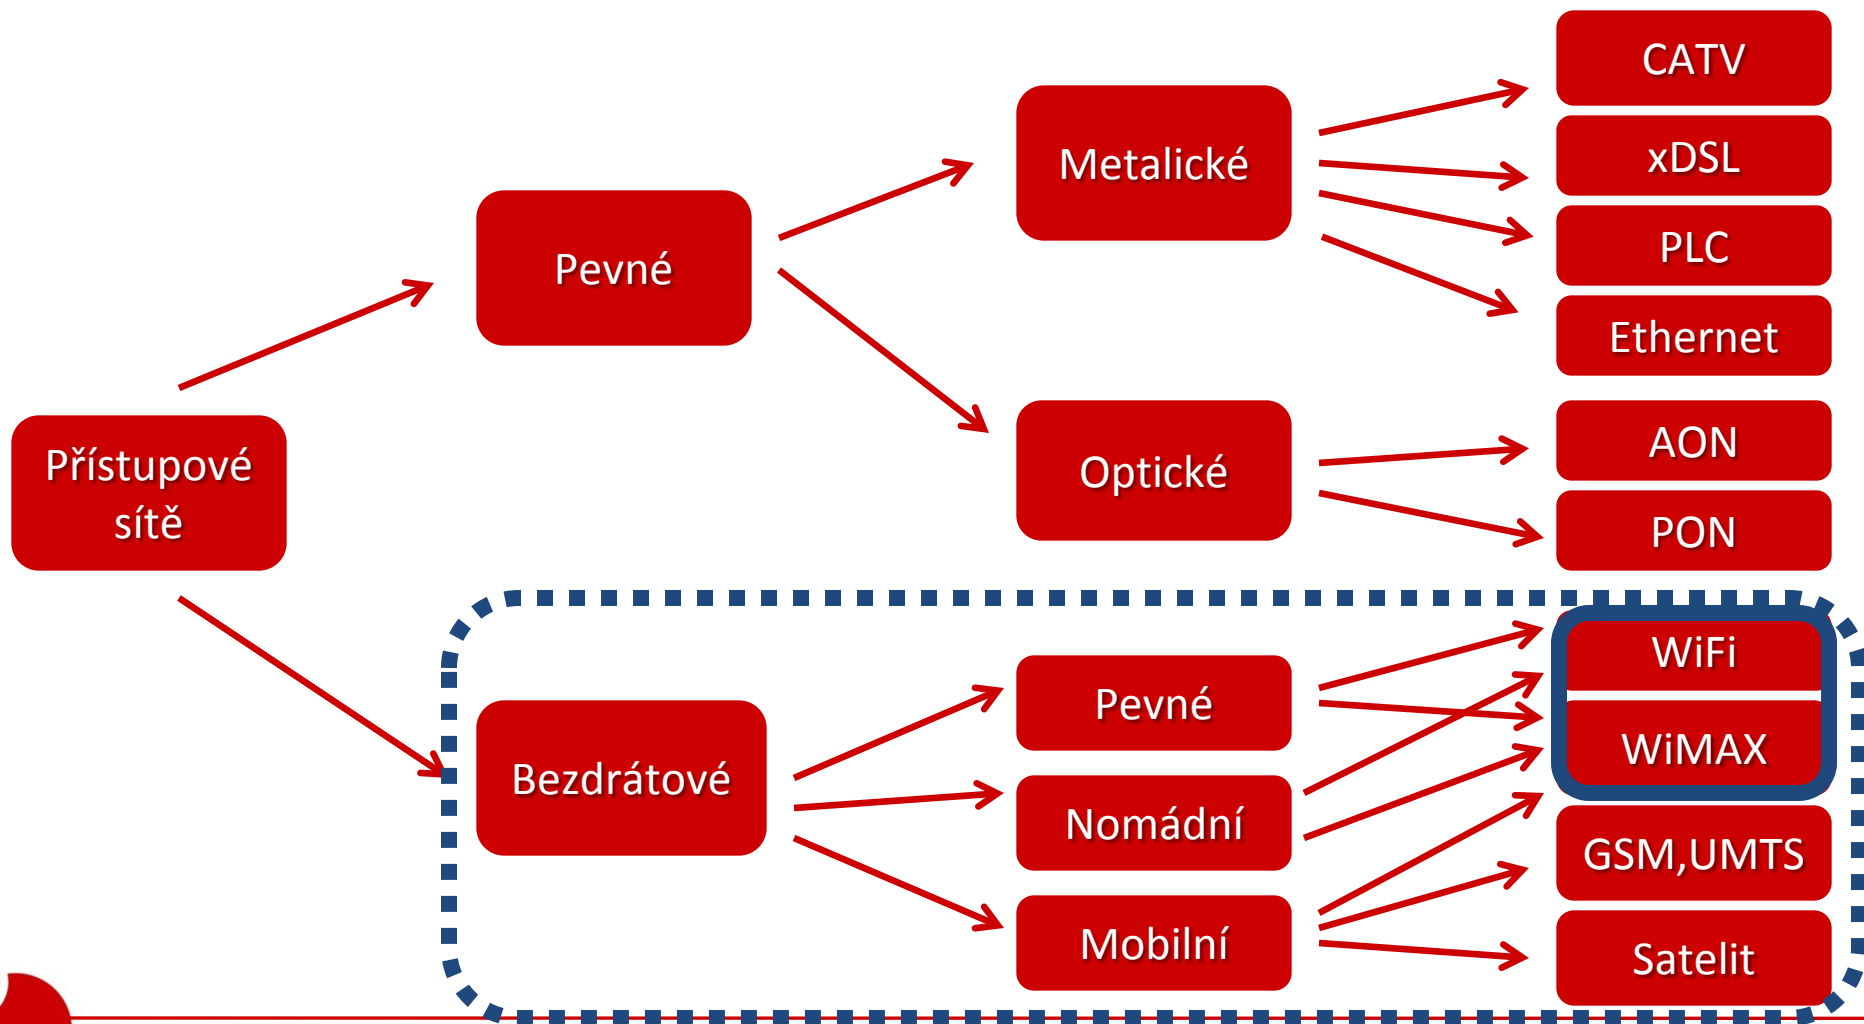 Přístupové
sítě
Pevné
Metalické
CATV
xDSL
PLC
Ethernet
Optické
AON
PON
Bezdrátové
Pevné
Nomádní
Mobilní
WiFi
WiMAX
GSM,UMTS
Satelit